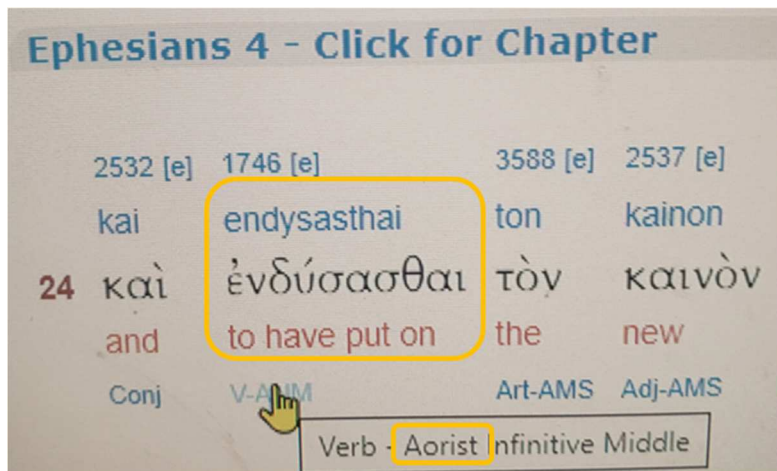 Ephesians 4 - Click for Chapter
2532 [e] 1746 [e] 3588 [e] 2537 [e]
kai endysasthai ton kainon
24 καὶ ἐνδύσασθαι τὸν καινὸν
and to have put on the new
Conj Art-AMS Adj-AMS
Verb - Aorist Infinitive Middle